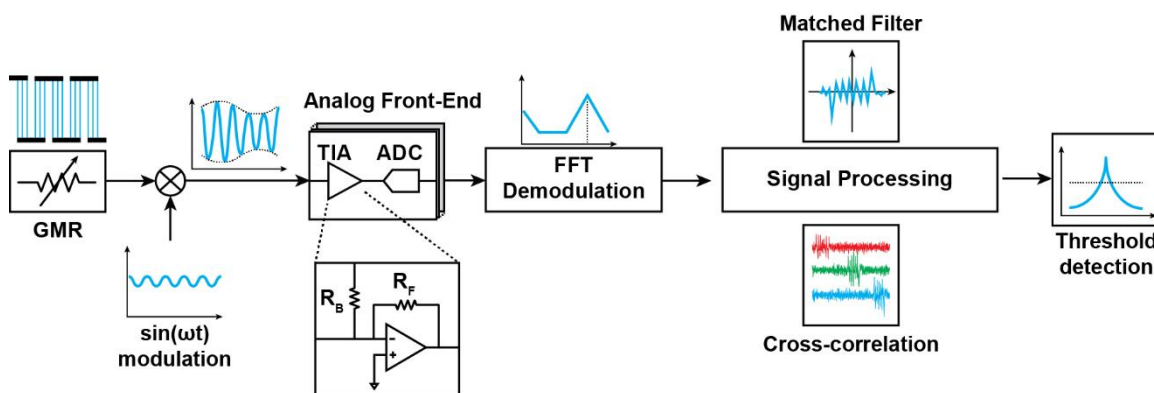 Matched Filter
Analog Front-End
TIA ADC
FFT
Demodulation
Signal Processing
GMR
Threshold
detection
R_B
R_F
sin(ωt)
modulation
Cross-correlation